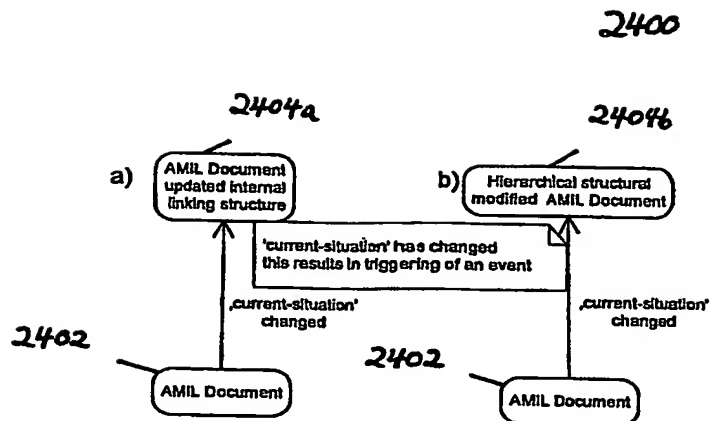 2400
2404a
2404b
a)
AMIL Document
updated internal
linking structure
b)
Hierarchical structural
modified AMIL Document
'current-situation' has changed
this results in triggering of an event
‚current-situation'
changed
‚current-situation'
changed
2402
AMIL Document
2402
AMIL Document